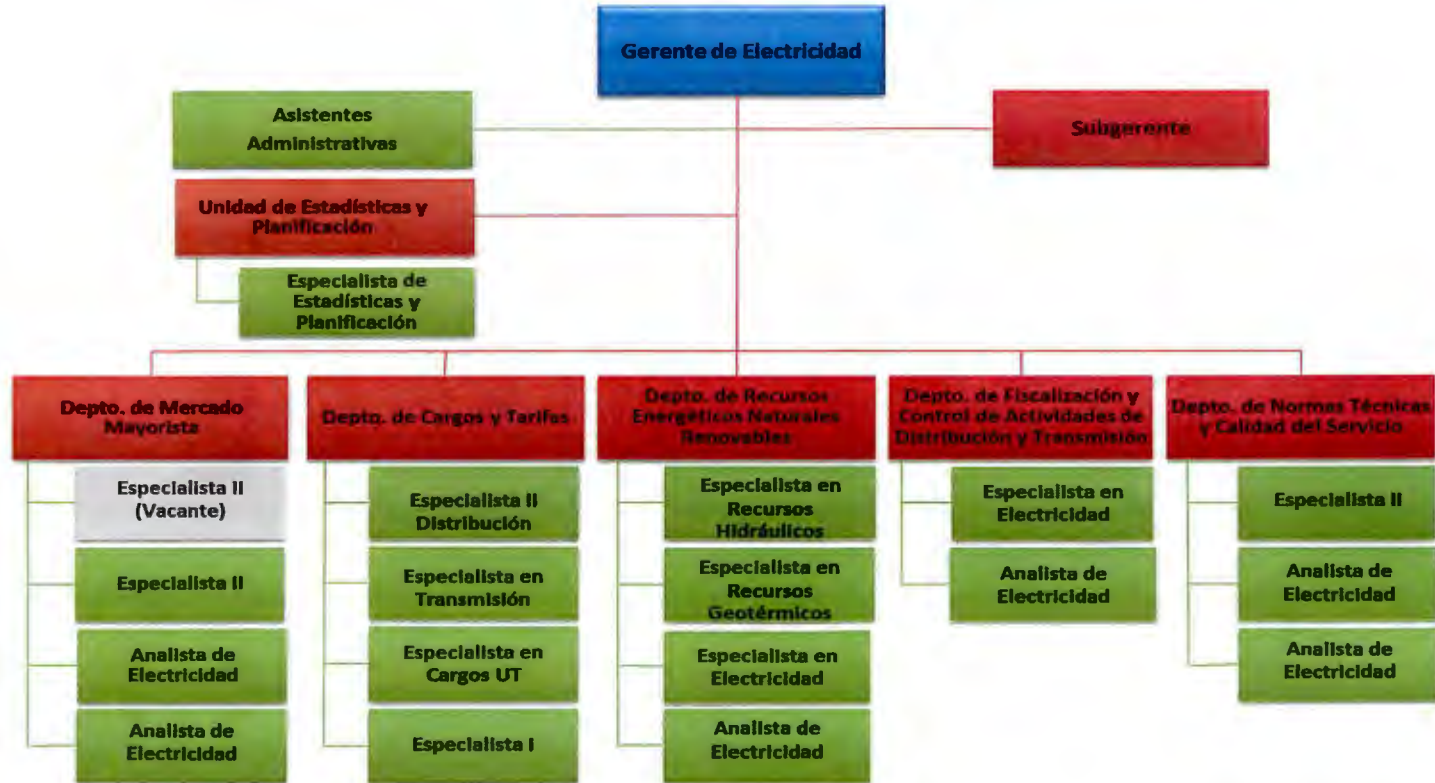 Gerente de Electricidad
Asistentes
Administrativas
Subgerente
Unidad de Estadísticas y
Planificación
Especialista de
Estadísticas y
Planificación
Depto. de Mercado
Mayorista
Especialista II
(Vacante)
Especialista II
Analista de
Electricidad
Analista de
Electricidad
Depto. de Cargos y Tarifas
Especialista II
Distribución
Especialista en
Transmisión
Especialista en
Cargos UT
Especialista I
Depto. de Recursos
Energéticos Naturales
Renovables
Especialista en
Recursos
Hidráulicos
Especialista en
Recursos
Geotérmicos
Especialista en
Electricidad
Analista de
Electricidad
Depto. de Fiscalización y
Control de Actividades de
Distribución y Transmisión
Especialista en
Electricidad
Analista de
Electricidad
Depto. de Normas Técnicas
y Calidad del Servicio
Especialista II
Analista de
Electricidad
Analista de
Electricidad